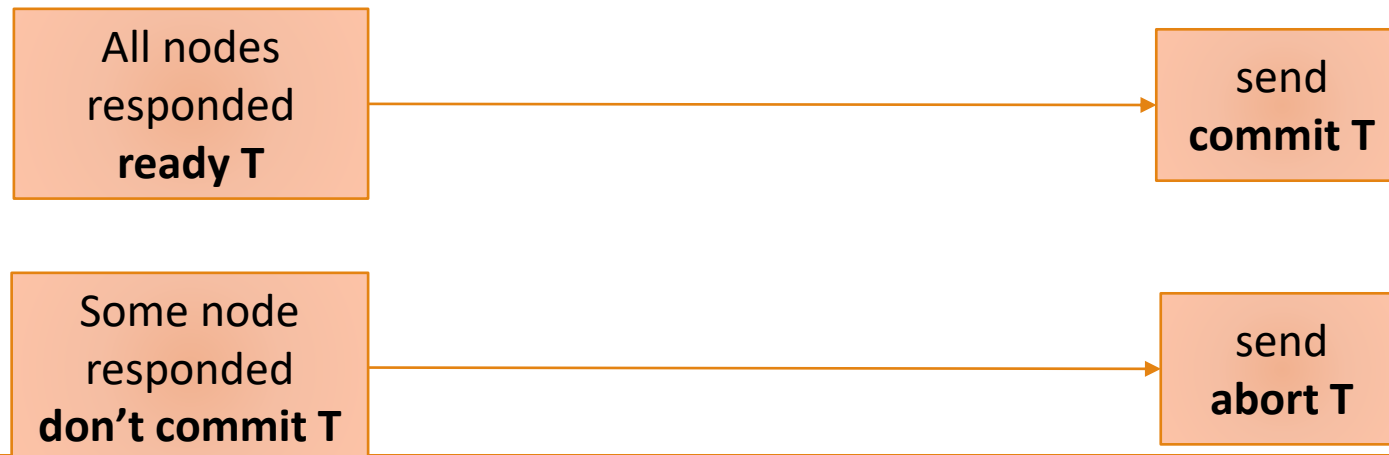 All nodes
responded
ready T
send
commit T
Some node
responded
don’t commit T
send
abort T